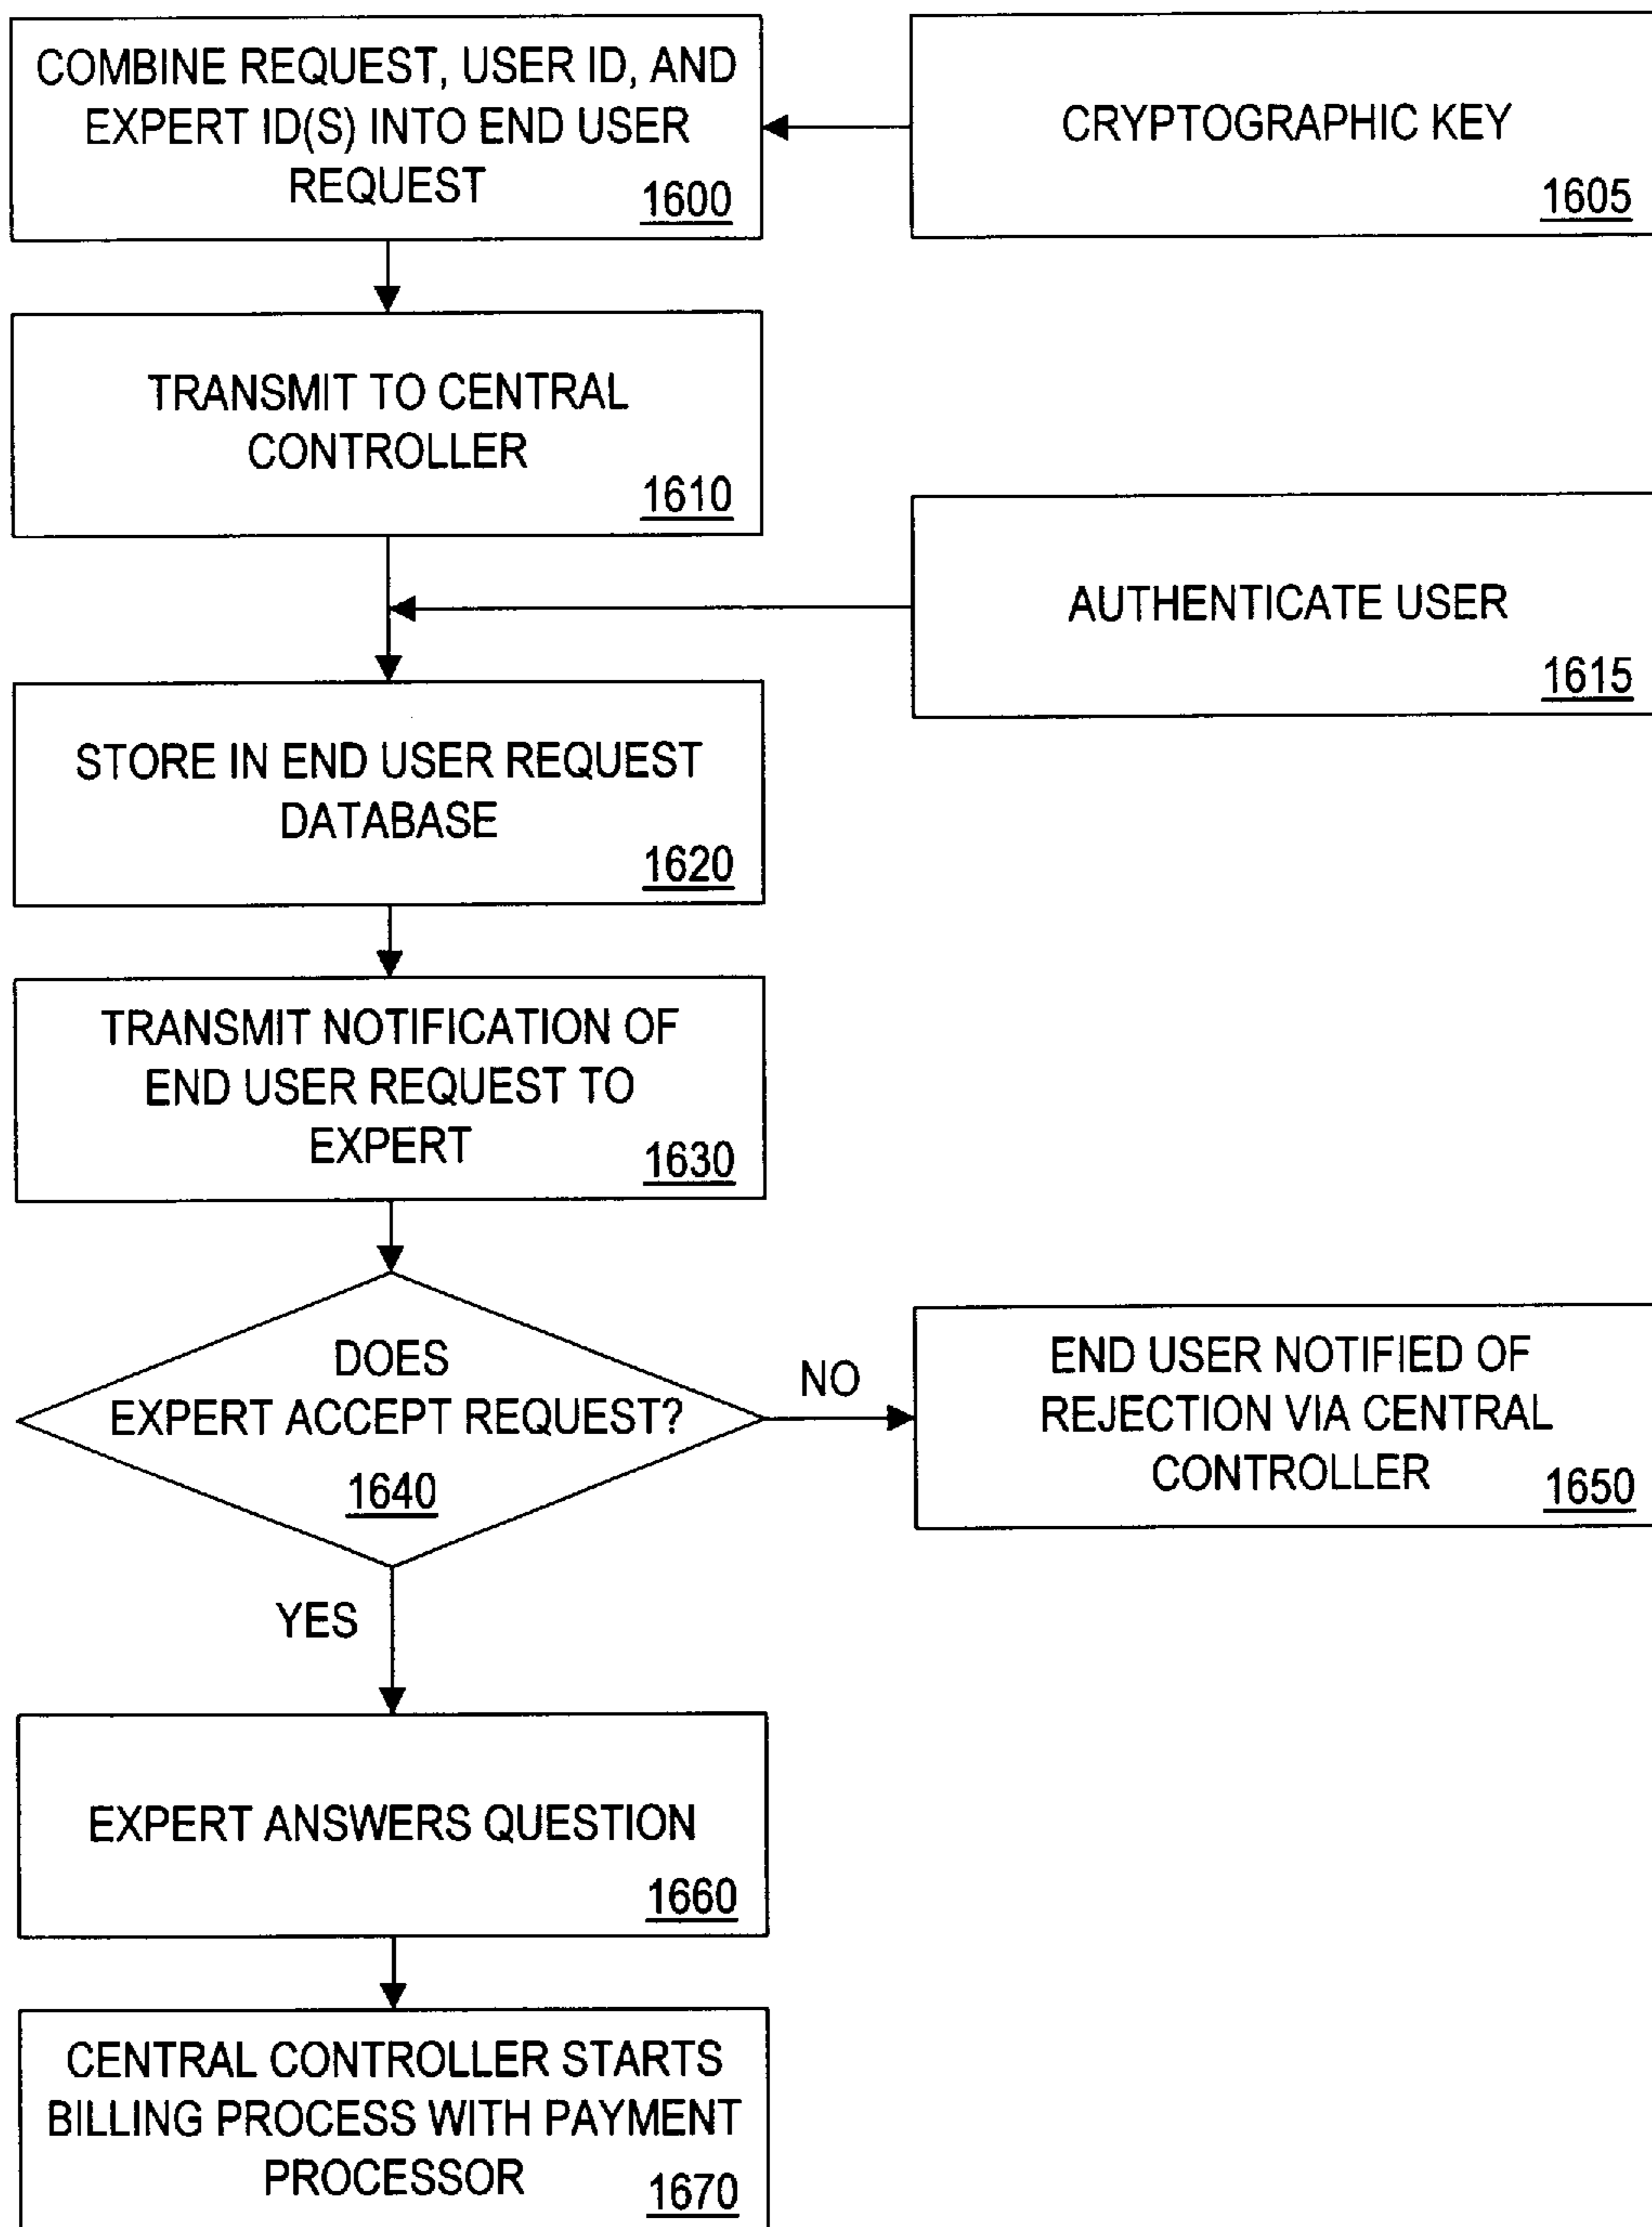 COMBINE REQUEST, USER ID, AND
EXPERT ID(S) INTO END USER
REQUEST
1600
CRYPTOGRAPHIC KEY
1605
TRANSMIT TO CENTRAL
CONTROLLER
1610
AUTHENTICATE USER
1615
STORE IN END USER REQUEST
DATABASE
1620
TRANSMIT NOTIFICATION OF
END USER REQUEST TO
EXPERT
1630
DOES
EXPERT ACCEPT REQUEST?
1640
NO
END USER NOTIFIED OF
REJECTION VIA CENTRAL
CONTROLLER
1650
YES
EXPERT ANSWERS QUESTION
1660
CENTRAL CONTROLLER STARTS
BILLING PROCESS WITH PAYMENT
PROCESSOR
1670